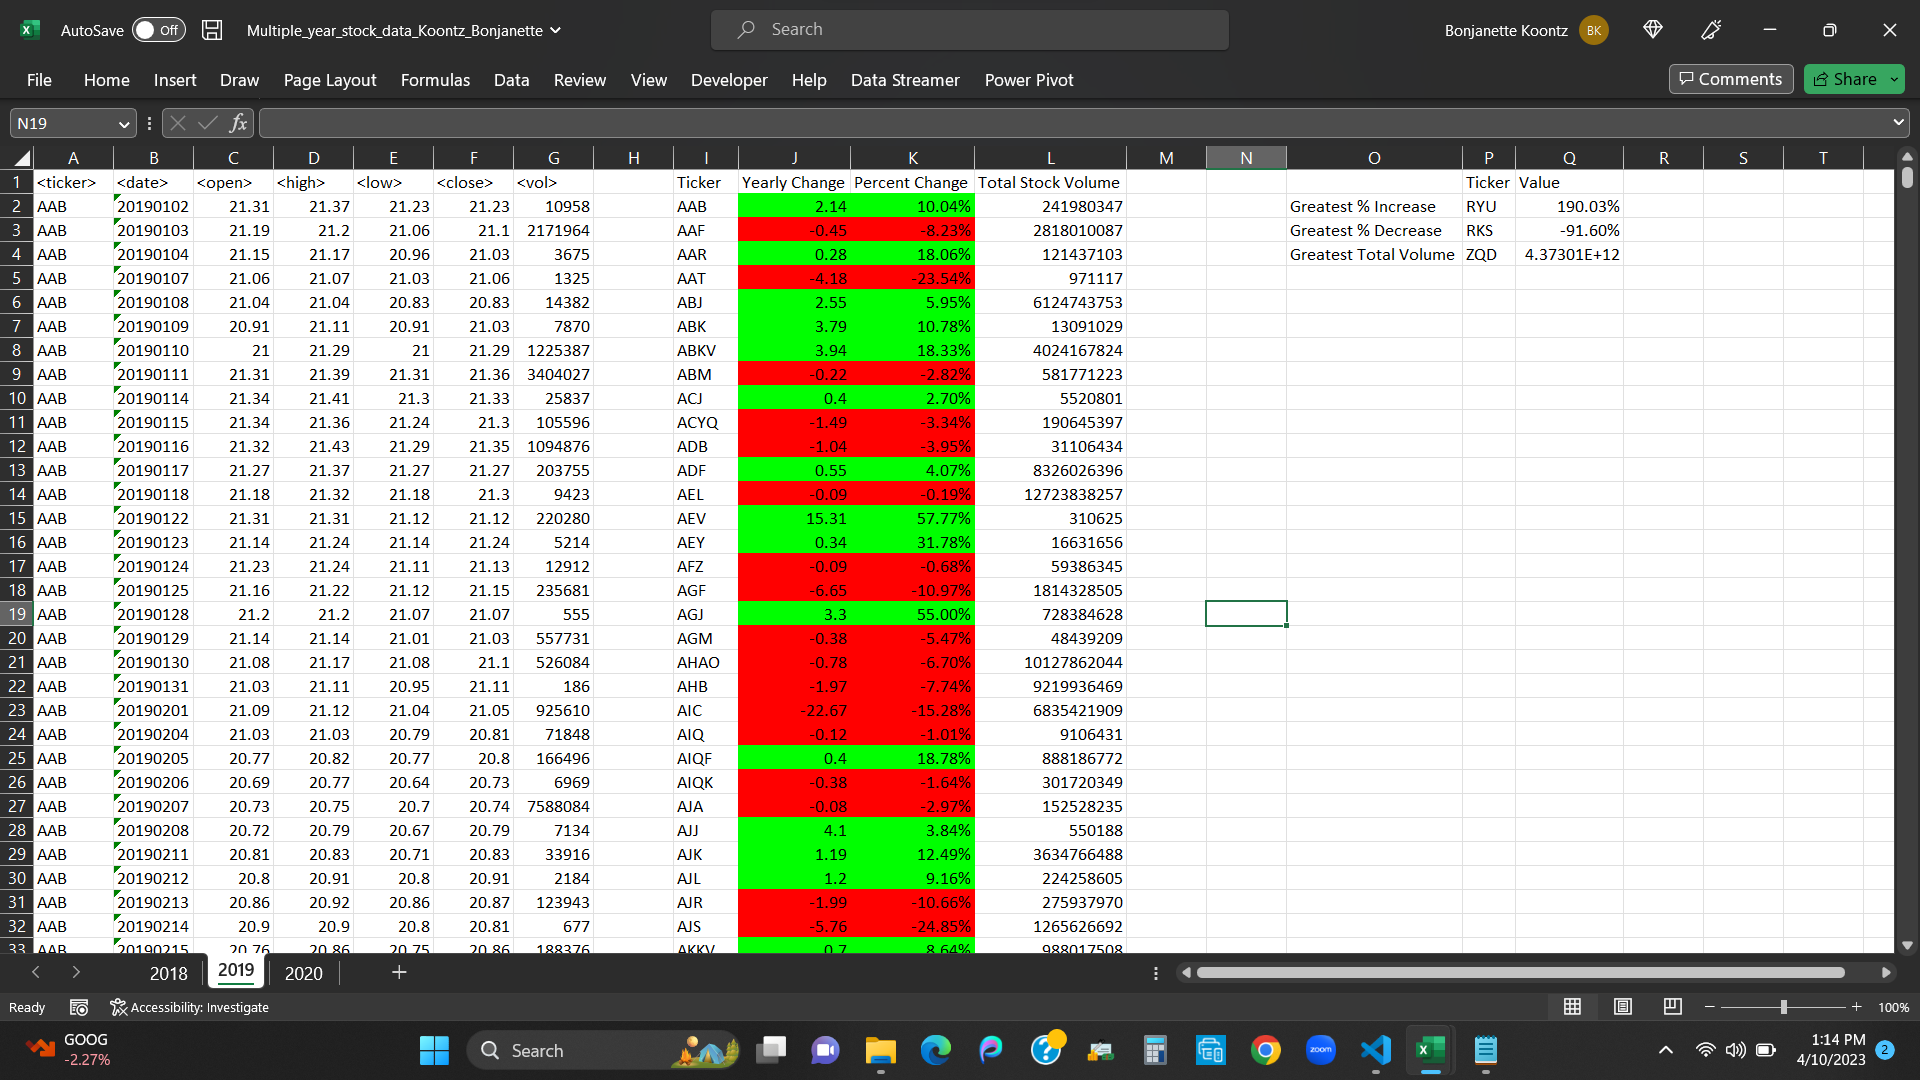 AutoSave Off Multiple_year_stock_data_Koontz_Bonjanette Search Bonjanette Koontz BK
File Home Insert Draw Page Layout Formulas Data Review View Developer Help Data Streamer Power Pivot Comments Share
N19 fx
A B C D E F G H I J K L M N O P Q R S T
1 <ticker> <date> <open> <high> <low> <close> <vol> Ticker Yearly Change Percent Change Total Stock Volume Ticker Value
2 AAB 20190102 21.31 21.37 21.23 21.23 10958 AAB 2.14 10.04% 241980347 Greatest % Increase RYU 190.03%
3 AAB 20190103 21.19 21.2 21.06 21.1 2171964 AAF -0.45 -8.23% 2818010087 Greatest % Decrease RKS -91.60%
4 AAB 20190104 21.15 21.17 20.96 21.03 3675 AAR 0.28 18.06% 121437103 Greatest Total Volume ZQD 4.37301E+12
5 AAB 20190107 21.06 21.07 21.03 21.06 1325 AAT -4.18 -23.54% 971117
6 AAB 20190108 21.04 21.04 20.83 20.83 14382 ABJ 2.55 5.95% 6124743753
7 AAB 20190109 20.91 21.11 20.91 21.03 7870 ABK 3.79 10.78% 13091029
8 AAB 20190110 21 21.29 21 21.29 1225387 ABKV 3.94 18.33% 4024167824
9 AAB 20190111 21.31 21.39 21.31 21.36 3404027 ABM -0.22 -2.82% 581771223
10 AAB 20190114 21.34 21.41 21.3 21.33 25837 ACJ 0.4 2.70% 5520801
11 AAB 20190115 21.34 21.36 21.24 21.3 105596 ACYQ -1.49 -3.34% 190645397
12 AAB 20190116 21.32 21.43 21.29 21.35 1094876 ADB -1.04 -3.95% 31106434
13 AAB 20190117 21.27 21.37 21.27 21.27 203755 ADF 0.55 4.07% 8326026396
14 AAB 20190118 21.18 21.32 21.18 21.3 9423 AEL -0.09 -0.19% 12723838257
15 AAB 20190122 21.31 21.31 21.12 21.12 220280 AEV 15.31 57.77% 310625
16 AAB 20190123 21.14 21.24 21.14 21.24 5214 AEY 0.34 31.78% 16631656
17 AAB 20190124 21.23 21.24 21.11 21.13 12912 AFZ -0.09 -0.68% 59386345
18 AAB 20190125 21.16 21.22 21.12 21.15 235681 AGF -6.65 -10.97% 1814328505
19 AAB 20190128 21.2 21.2 21.07 21.07 555 AGJ 3.3 55.00% 728384628
20 AAB 20190129 21.14 21.14 21.01 21.03 557731 AGM -0.38 -5.47% 48439209
21 AAB 20190130 21.08 21.17 21.08 21.1 526084 AHAO -0.78 -6.70% 10127862044
22 AAB 20190131 21.03 21.11 20.95 21.11 186 AHB -1.97 -7.74% 9219936469
23 AAB 20190201 21.09 21.12 21.04 21.05 925610 AIC -22.67 -15.28% 6835421909
24 AAB 20190204 21.03 21.03 20.79 20.81 71848 AIQ -0.12 -1.01% 9106431
25 AAB 20190205 20.77 20.82 20.77 20.8 166496 AIQF 0.4 18.78% 888186772
26 AAB 20190206 20.69 20.77 20.64 20.73 6969 AIQK -0.38 -1.64% 301720349
27 AAB 20190207 20.73 20.75 20.7 20.74 7588084 AJA -0.08 -2.97% 152528235
28 AAB 20190208 20.72 20.79 20.67 20.79 7134 AJJ 4.1 3.84% 550188
29 AAB 20190211 20.81 20.83 20.71 20.83 33916 AJK 1.19 12.49% 3634766488
30 AAB 20190212 20.8 20.91 20.8 20.91 2184 AJL 1.2 9.16% 224258605
31 AAB 20190213 20.86 20.92 20.86 20.87 123943 AJR -1.99 -10.66% 275937970
32 AAB 20190214 20.9 20.9 20.8 20.81 677 AJS -5.76 -24.85% 1265626692
33 AAB 20190215 20.76 20.86 20.75 20.86 188376 AKKV 0.7 8.64% 988017508
2018 2019 2020
Ready Accessibility: Investigate 100%
GOOG
-2.27%
Search zoom
1:14 PM
4/10/2023 2